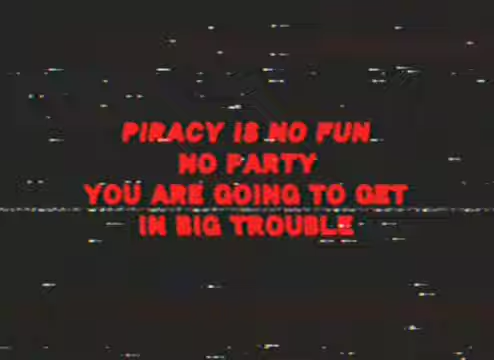 PIRACY IS NO FUN
NO PARTY
YOU ARE GOING TO GET
IN BIG TROUBLE